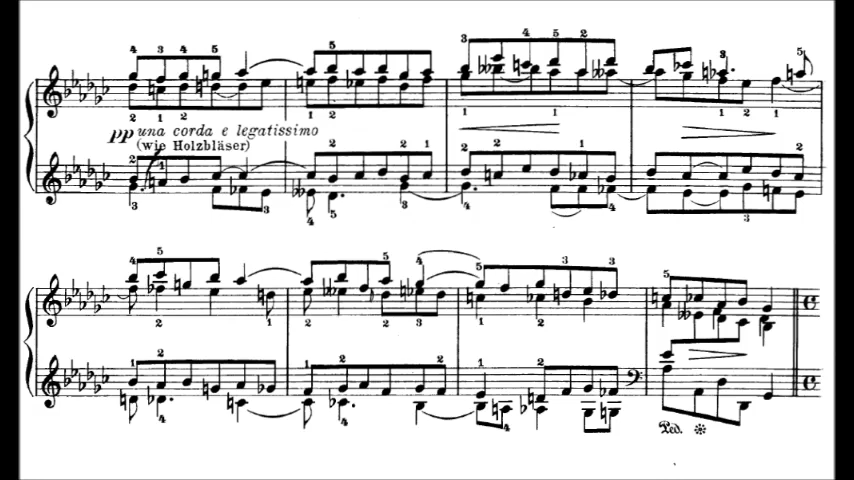 pp una corda e legatissimo
(wie Holzbläser)
Ped.